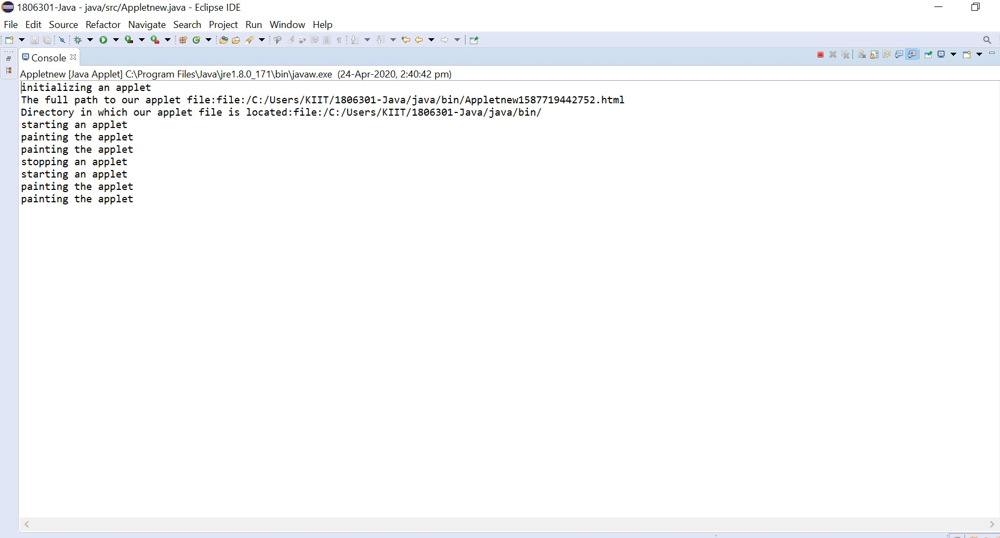 1806301-Java - java/src/Appletnew.java - Eclipse IDE
File Edit Source Refactor Navigate Search Project Run Window Help
Console
Appletnew [Java Applet] C:\Program Files\Java\jre1.8.0_171\bin\javaw.exe (24-Apr-2020, 2:40:42 pm)
initializing an applet
The full path to our applet file:file:/C:/Users/KIIT/1806301-Java/java/bin/Appletnew1587719442752.html
Directory in which our applet file is located:file:/C:/Users/KIIT/1806301-Java/java/bin/
starting an applet
painting the applet
painting the applet
stopping an applet
starting an applet
painting the applet
painting the applet